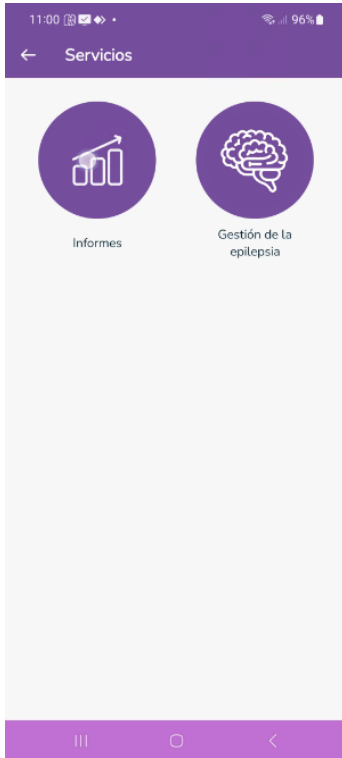 11:00 96%
Servicios
Informes
Gestión de la
epilepsia